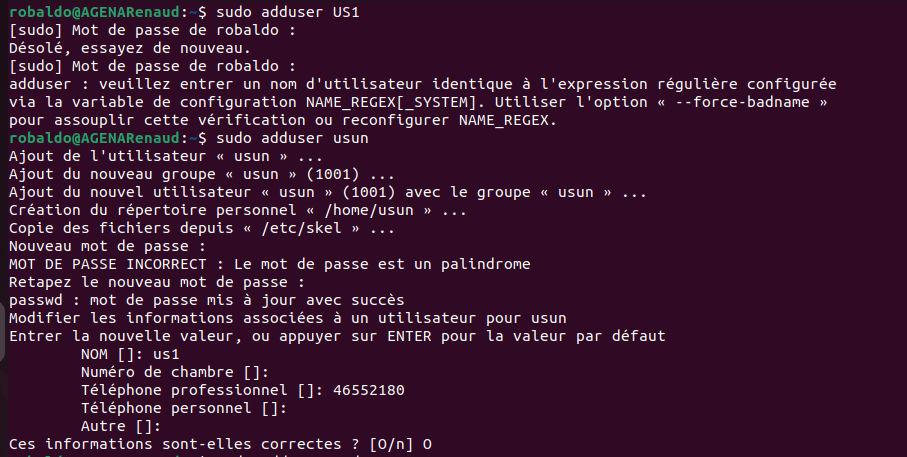 robaldo@AGENARenaud:~$ sudo adduser US1
[sudo] Mot de passe de robaldo :
Désolé, essayez de nouveau.
[sudo] Mot de passe de robaldo :
adduser : veuillez entrer un nom d'utilisateur identique à l'expression régulière configurée
via la variable de configuration NAME_REGEX[_SYSTEM]. Utiliser l'option « --force-badname »
pour assouplir cette vérification ou reconfigurer NAME_REGEX.
robaldo@AGENARenaud:~$ sudo adduser usun
Ajout de l'utilisateur « usun » ...
Ajout du nouveau groupe « usun » (1001) ...
Ajout du nouvel utilisateur « usun » (1001) avec le groupe « usun » ...
Création du répertoire personnel « /home/usun » ...
Copie des fichiers depuis « /etc/skel » ...
Nouveau mot de passe :
MOT DE PASSE INCORRECT : Le mot de passe est un palindrome
Retapez le nouveau mot de passe :
passwd : mot de passe mis à jour avec succès
Modifier les informations associées à un utilisateur pour usun
Entrer la nouvelle valeur, ou appuyer sur ENTER pour la valeur par défaut
NOM []: us1
Numéro de chambre []:
Téléphone professionnel []: 46552180
Téléphone personnel []:
Autre []:
Ces informations sont-elles correctes ? [O/n] O